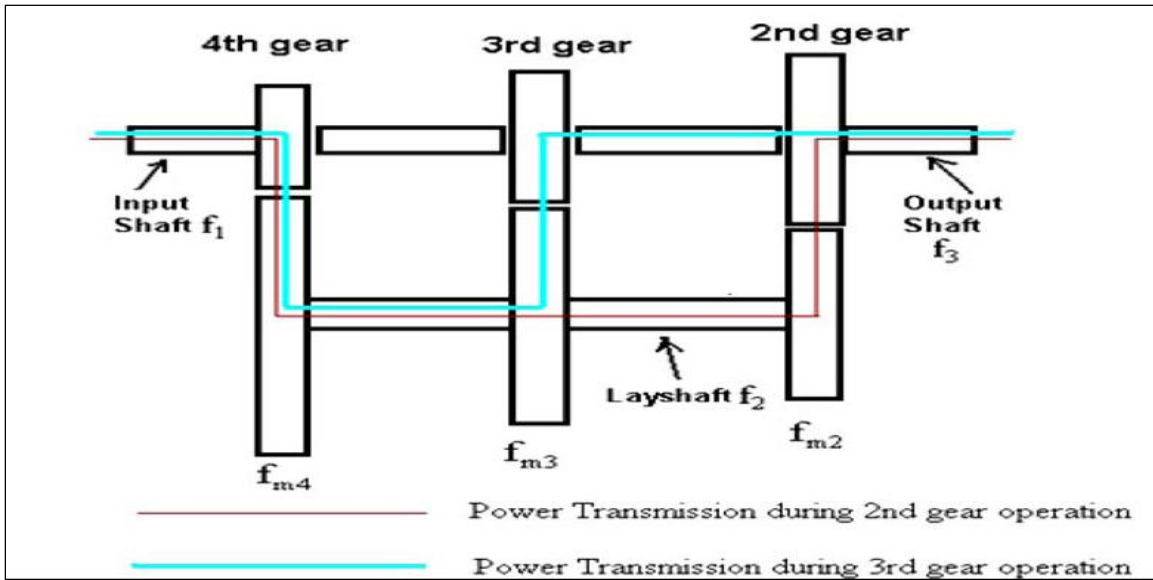 4th gear
3rd gear
2nd gear
Input
Shaft f1
Output
Shaft
f3
Layshaft f2
fm4
fm3
fm2
Power Transmission during 2nd gear operation
Power Transmission during 3rd gear operation